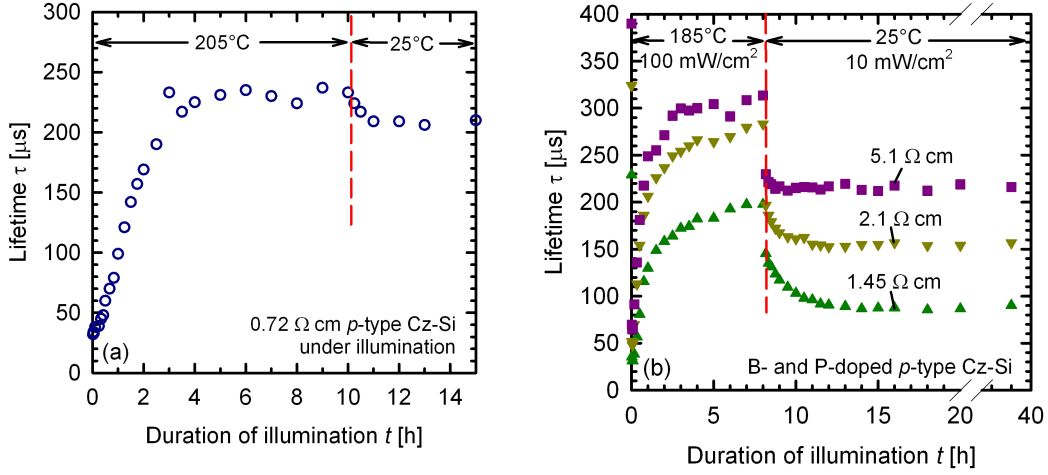 (a)
300
250
200
150
100
50
0
Lifetime τ [μs]
205°C
25°C
0.72 Ω cm p-type Cz-Si
under illumination
0 2 4 6 8 10 12 14
Duration of illumination t [h]
400
350
300
250
200
150
100
50
0
Lifetime τ [μs]
185°C
100 mW/cm²
25°C
10 mW/cm²
5.1 Ω cm
2.1 Ω cm
1.45 Ω cm
(b)
B- and P-doped p-type Cz-Si
0 5 10 15 20 40
Duration of illumination t [h]